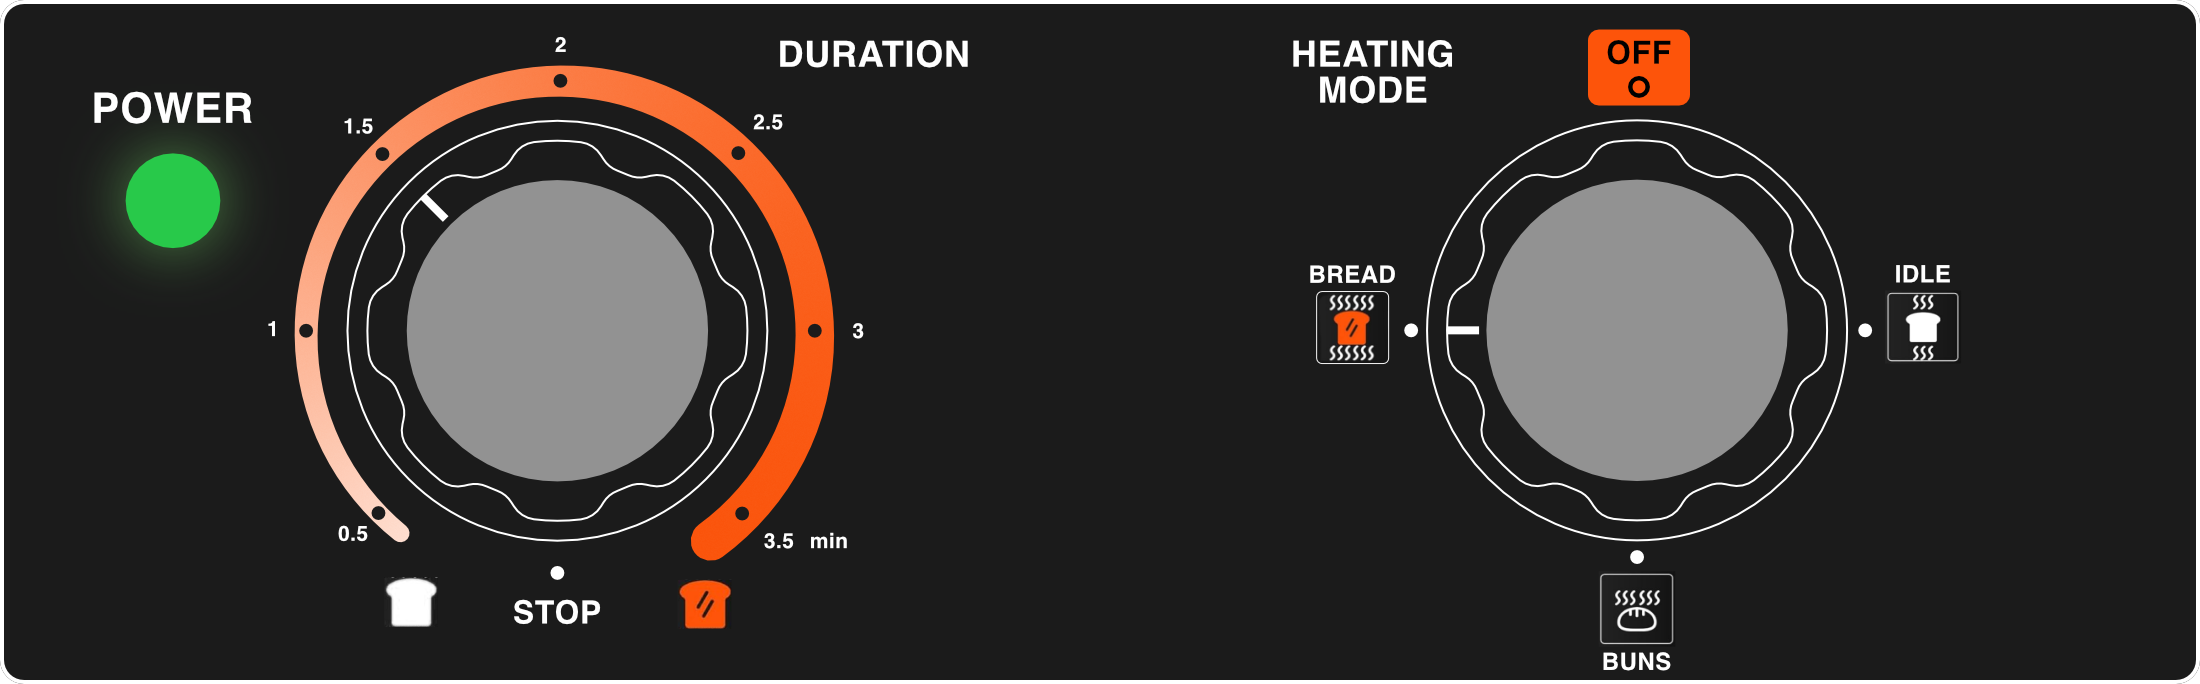 POWER
DURATION
0.5
1
1.5
2
2.5
3
3.5 min
STOP
HEATING
MODE
OFF
BREAD
IDLE
BUNS